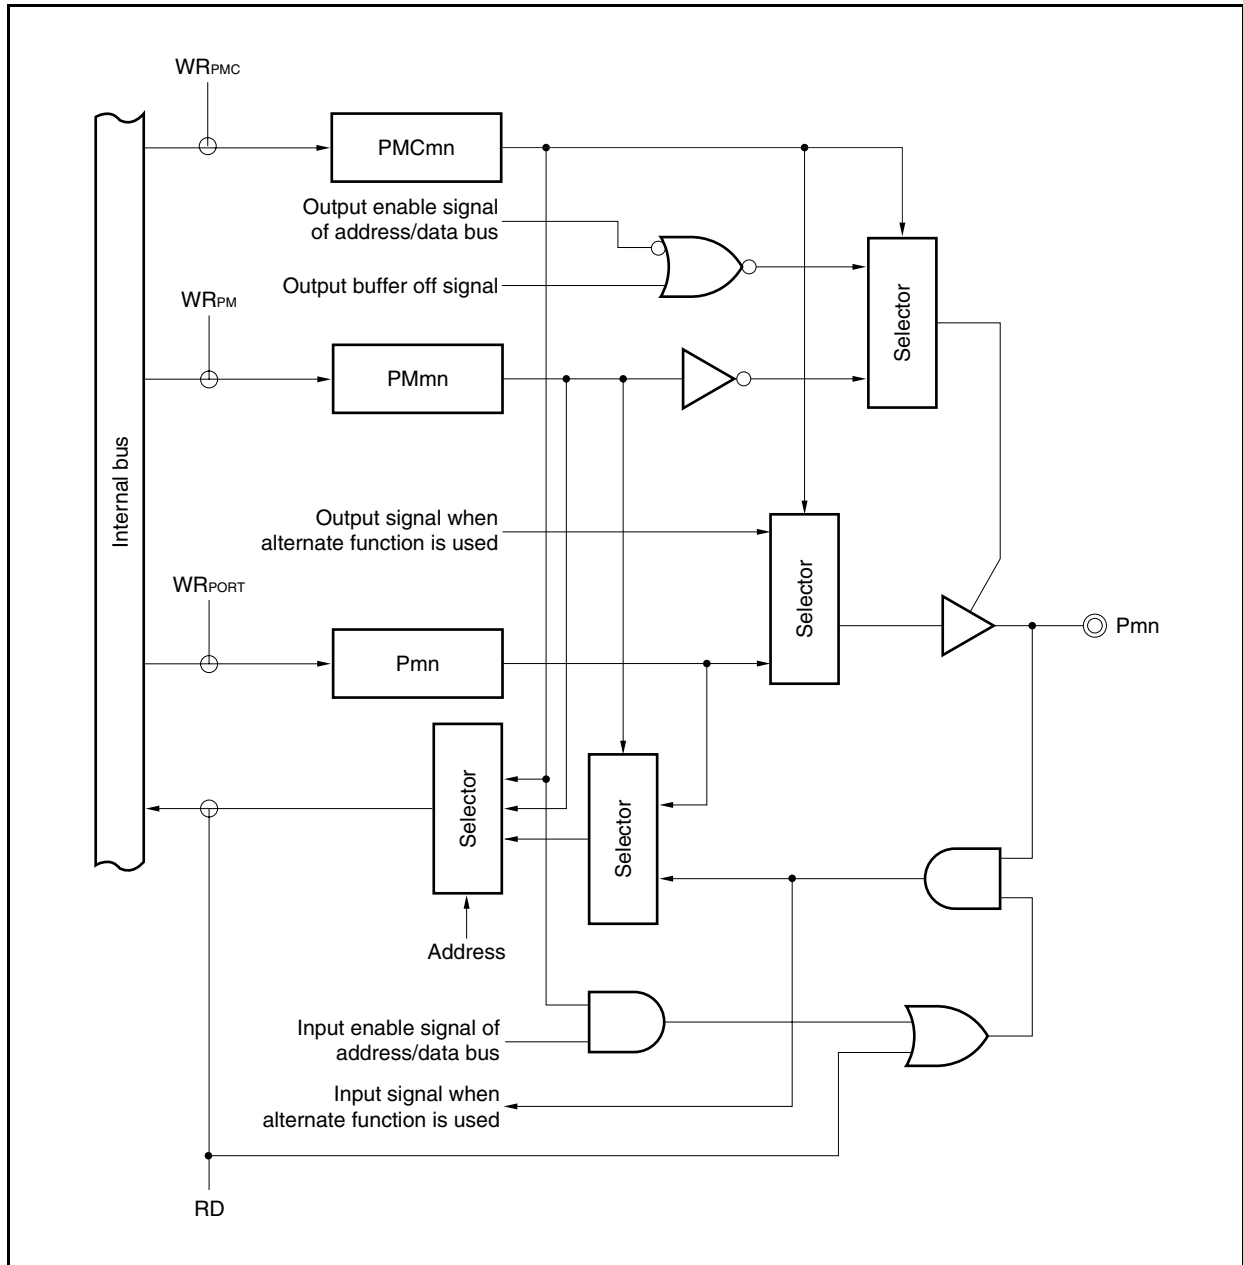 WRPMC
PMCmn
Output enable signal
of address/data bus
Output buffer off signal
Selector
WRPM
PMmn
Internal bus
Output signal when
alternate function is used
Selector
WRPORT
Pmn
Pmn
Selector
Selector
Address
Input enable signal of
address/data bus
Input signal when
alternate function is used
RD